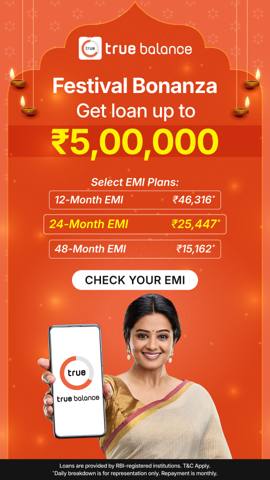 true true balance
Festival Bonanza
Get loan up to
₹5,00,000
Select EMI Plans:
12-Month EMI ₹46,316*
24-Month EMI ₹25,447*
48-Month EMI ₹15,162*
CHECK YOUR EMI
true
true balance
Loans are provided by RBI-registered institutions. T&C Apply.
*Daily breakdown is for representation only. Repayment is monthly.